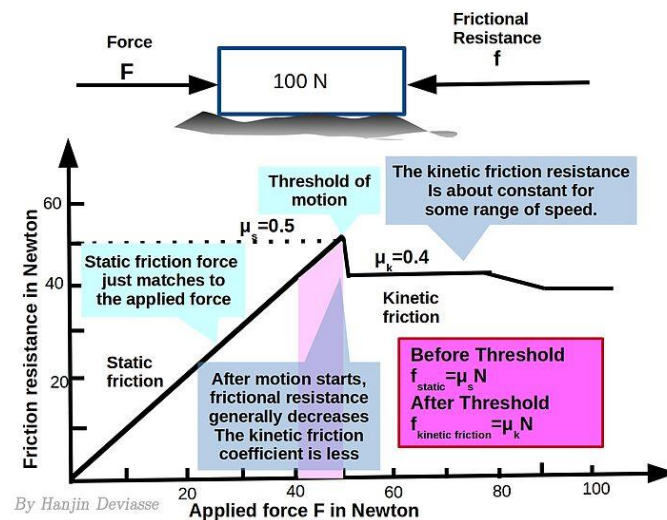 Force
F
100 N
Frictional
Resistance
f
Friction resistance in Newton
60
40
20
Threshold of
motion
The kinetic friction resistance
Is about constant for
some range of speed.
μs=0.5
μk=0.4
Static friction force
just matches to
the applied force
Kinetic
friction
Static
friction
After motion starts,
frictional resistance
generally decreases
The kinetic friction
coefficient is less
Before Threshold
fstatic=μsN
After Threshold
fkinetic friction=μkN
20
40
60
80
100
Applied force F in Newton
By Hanjin Deviasse